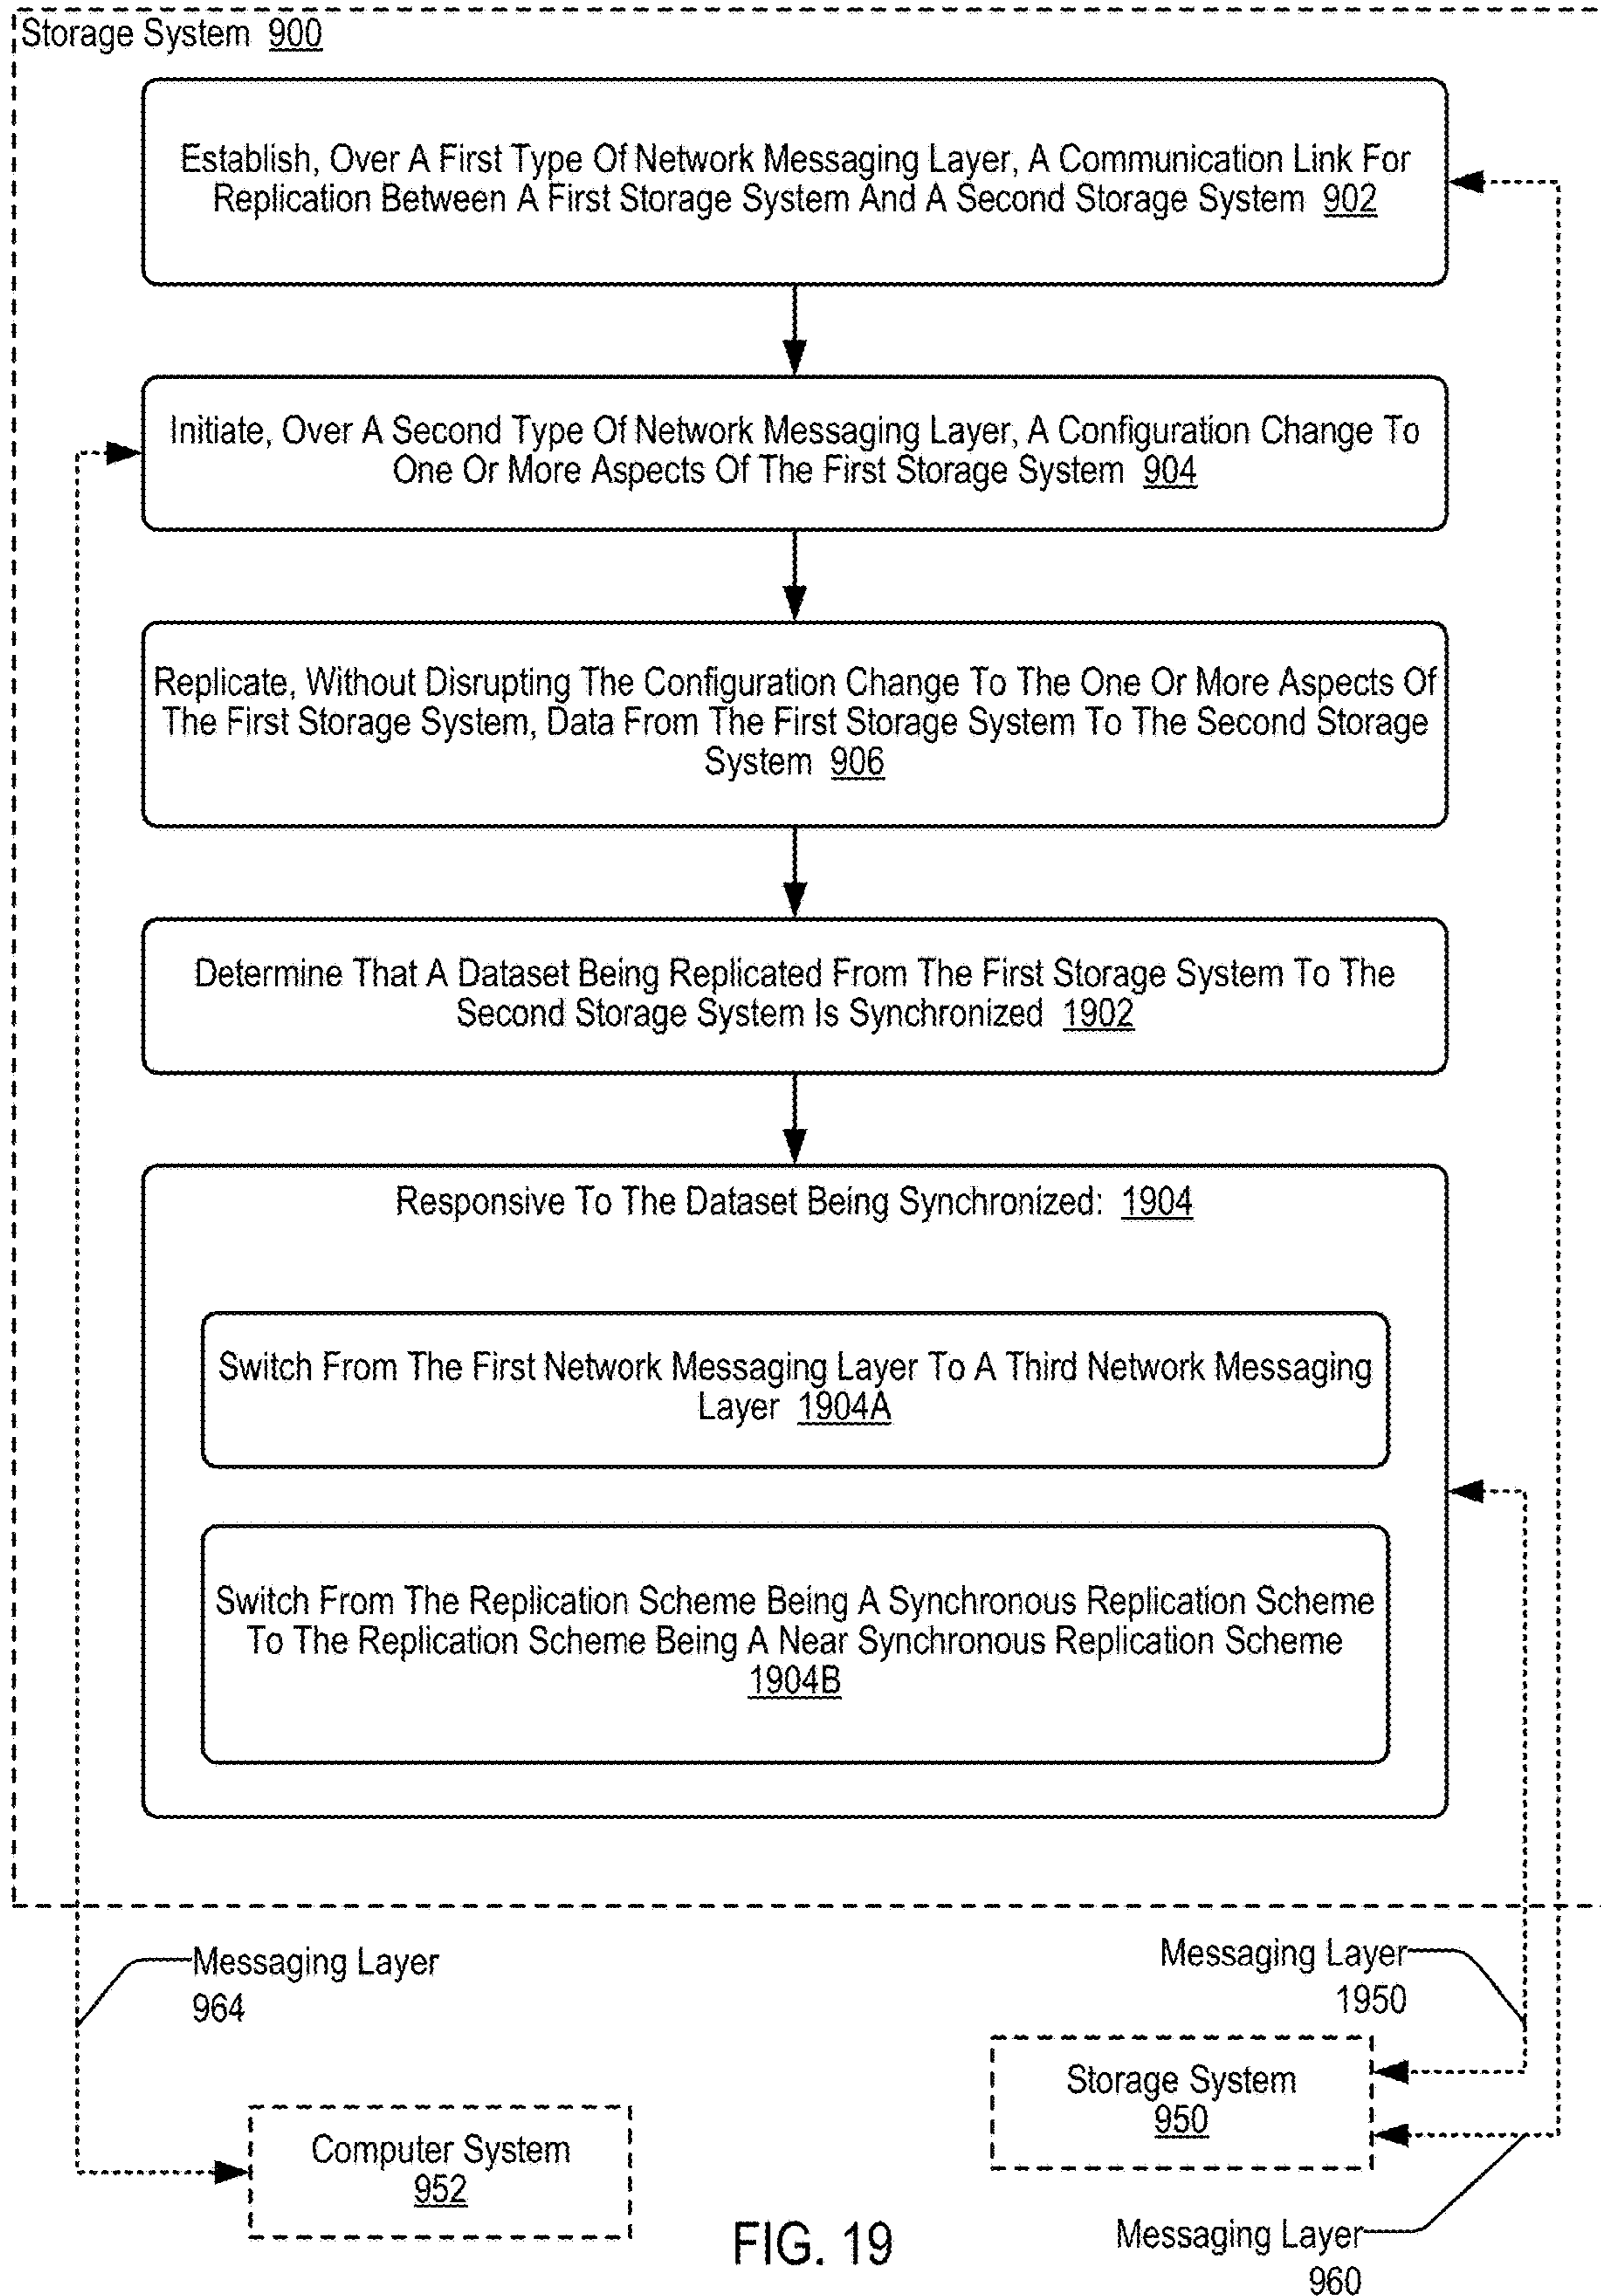 Storage System 900
Establish, Over A First Type Of Network Messaging Layer, A Communication Link For
Replication Between A First Storage System And A Second Storage System 902
Initiate, Over A Second Type Of Network Messaging Layer, A Configuration Change To
One Or More Aspects Of The First Storage System 904
Replicate, Without Disrupting The Configuration Change To The One Or More Aspects Of
The First Storage System, Data From The First Storage System To The Second Storage
System 906
Determine That A Dataset Being Replicated From The First Storage System To The
Second Storage System Is Synchronized 1902
Responsive To The Dataset Being Synchronized: 1904
Switch From The First Network Messaging Layer To A Third Network Messaging
Layer 1904A
Switch From The Replication Scheme Being A Synchronous Replication Scheme
To The Replication Scheme Being A Near Synchronous Replication Scheme
1904B
Messaging Layer
964
Messaging Layer
1950
Storage System
950
Computer System
952
Messaging Layer
960
FIG. 19